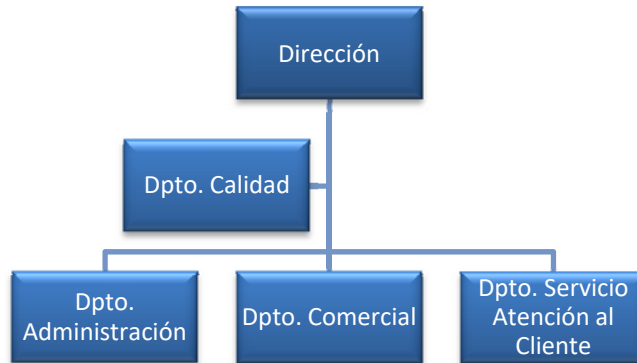 Dirección
Dpto. Calidad
Dpto.
Administración
Dpto. Comercial
Dpto. Servicio
Atención al
Cliente